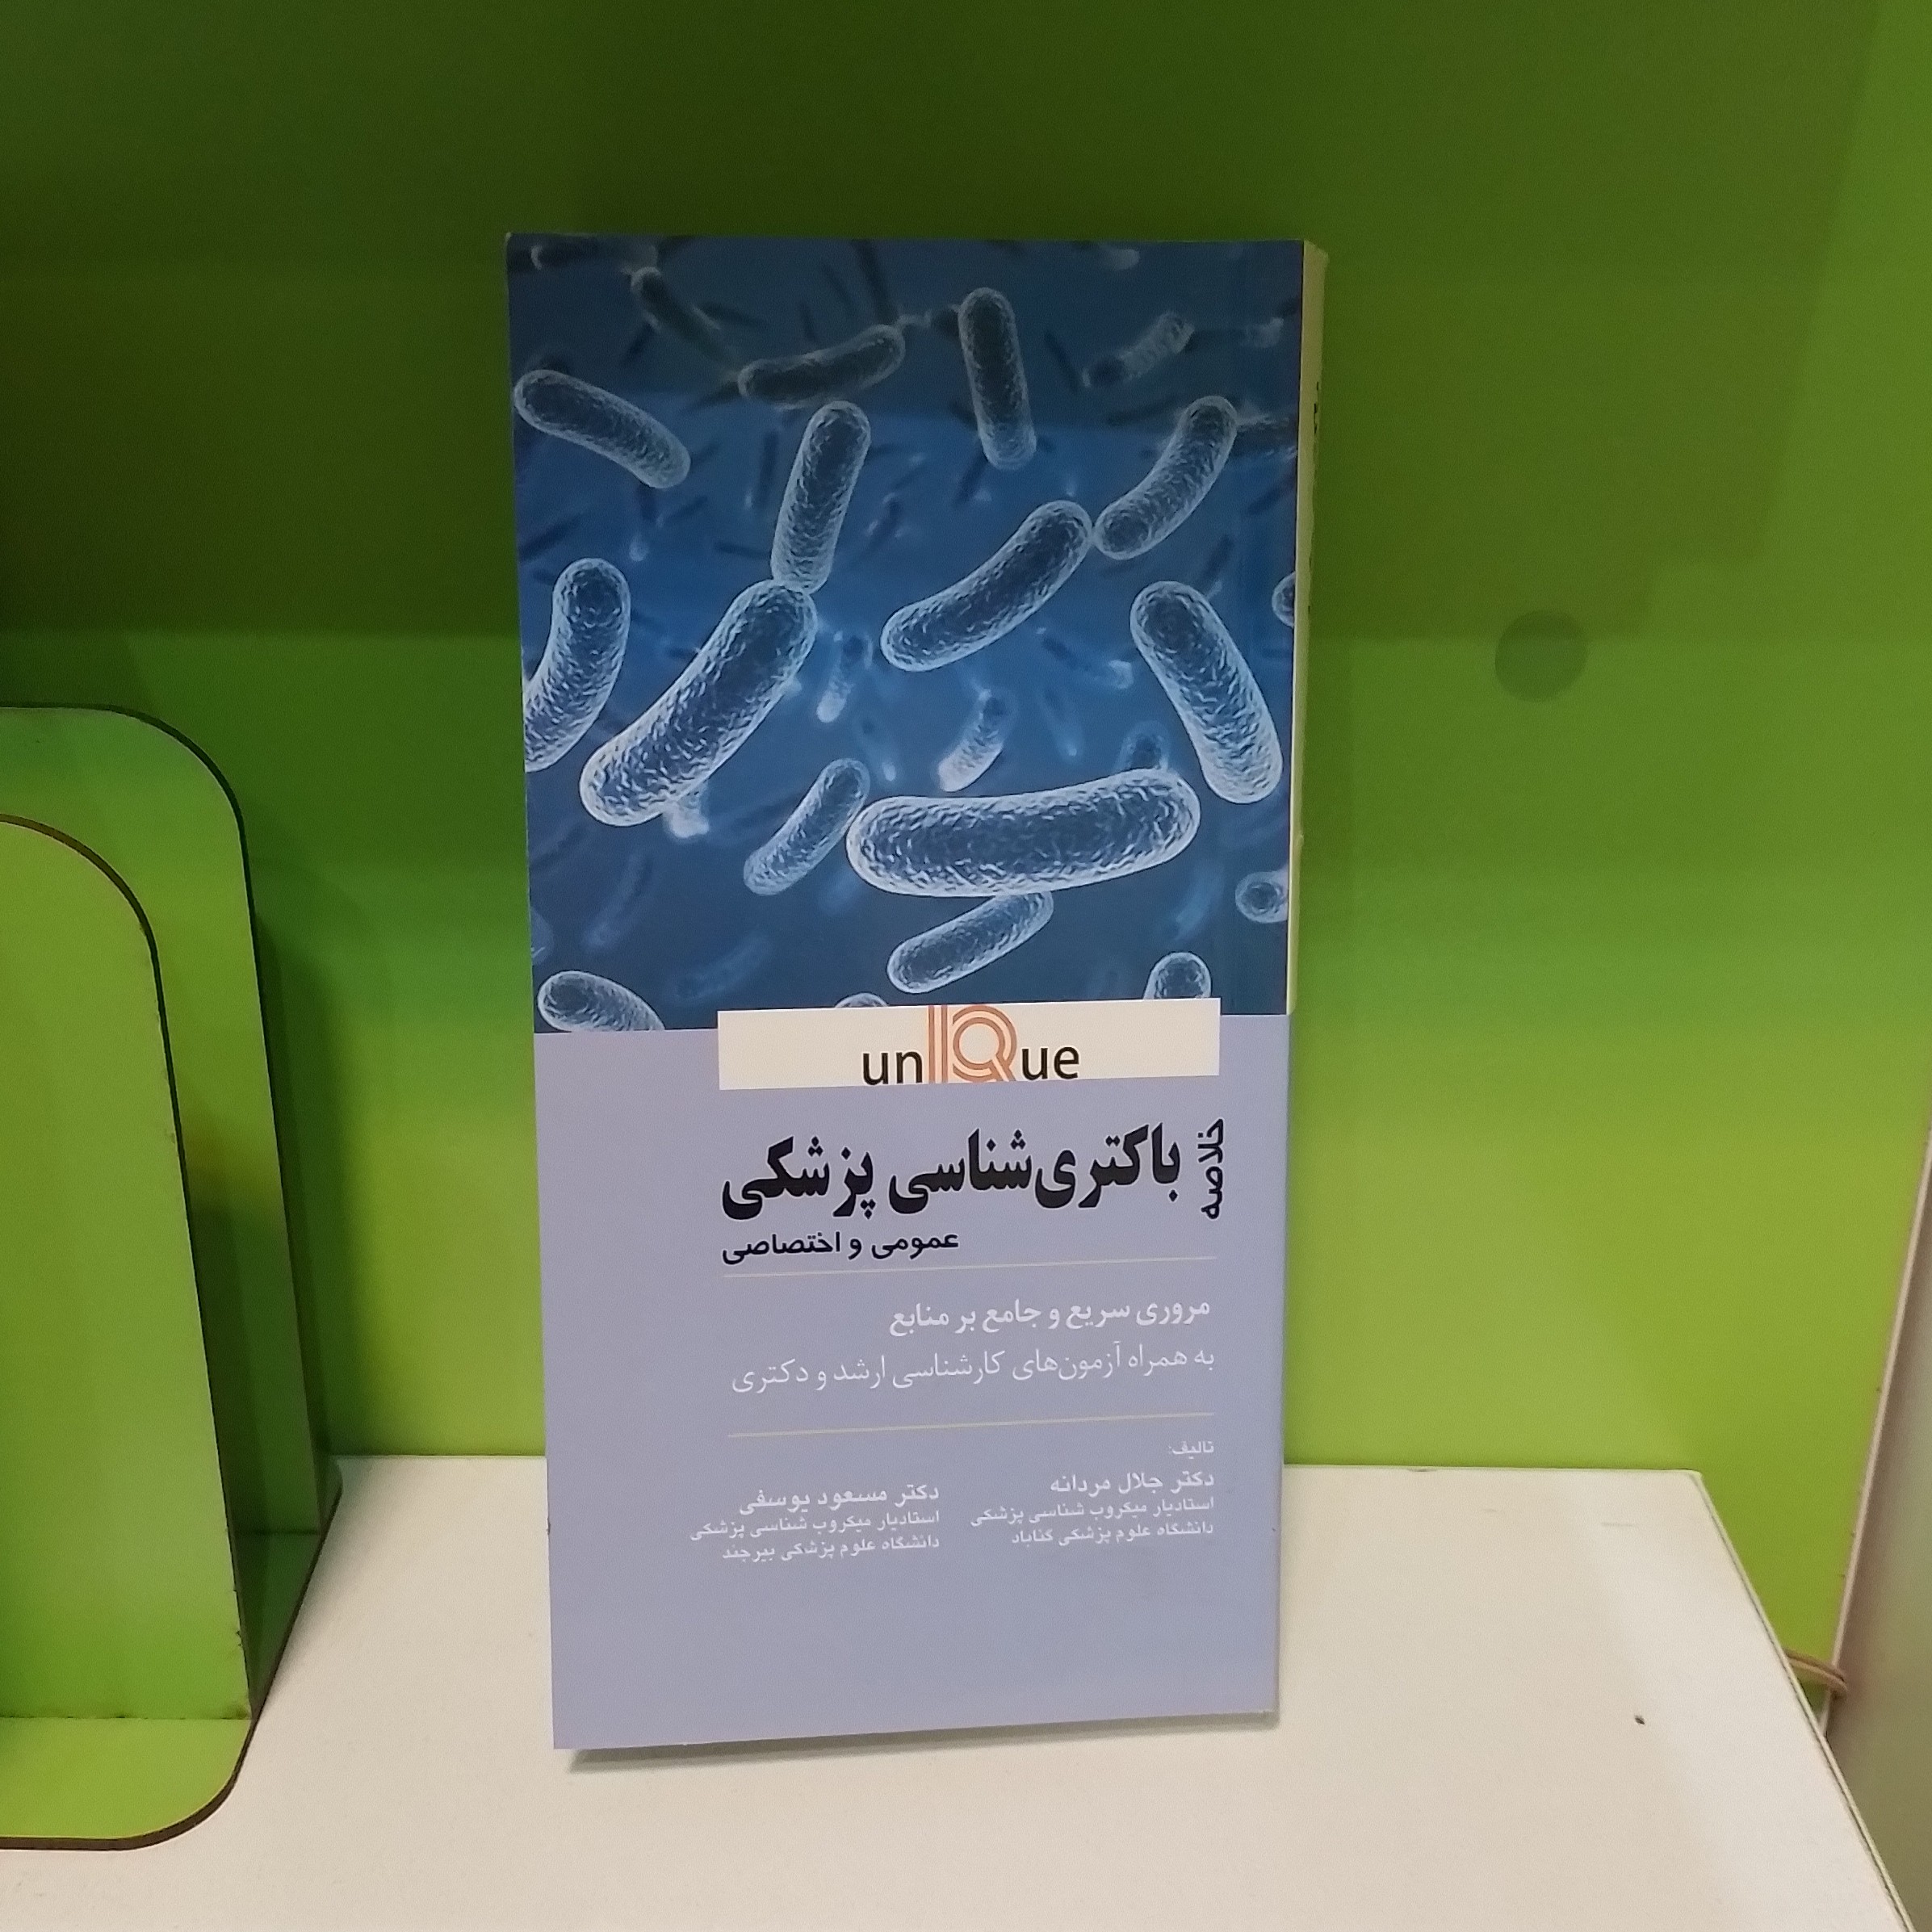 unIQue
خلاصه
باکتری‌شناسی پزشکی
عمومی و اختصاصی
مروری سریع و جامع بر منابع
به همراه آزمون‌های کارشناسی ارشد و دکتری
تالیف:
دکتر جلال مردانه
استادیار میکروب شناسی پزشکی
دانشگاه علوم پزشکی گناباد
دکتر مسعود یوسفی
استادیار میکروب شناسی پزشکی
دانشگاه علوم پزشکی بیرجند